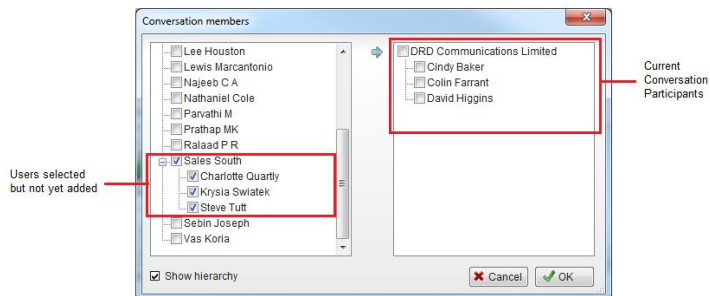 Conversation members
Lee Houston
Lewis Marcantonio
Najeeb C A
Nathaniel Cole
Parvathi M
Prathap MK
Ralaad P R
Sales South
Charlotte Quartly
Krysia Swiatek
Steve Tutt
Sebin Joseph
Vas Koria
DRD Communications Limited
Cindy Baker
Colin Farrant
David Higgins
Show hierarchy
Cancel
OK
Users selected
but not yet added
Current
Conversation
Participants